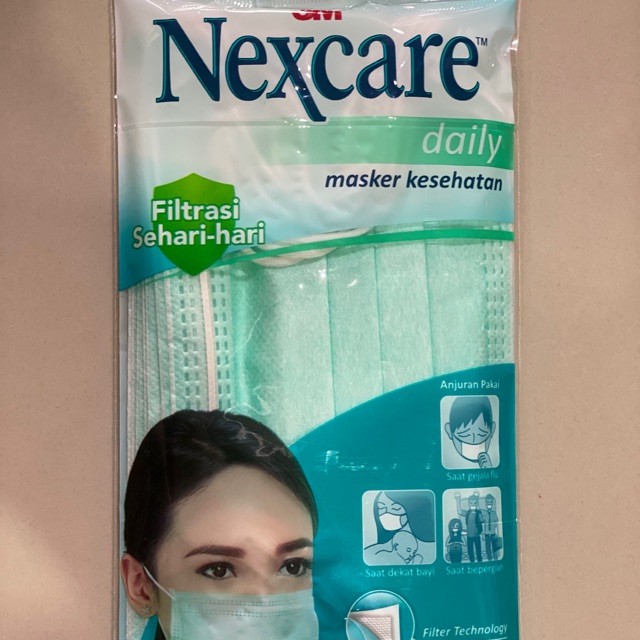 3M
Nexcare™
daily
masker kesehatan
Filtrasi
Sehari-hari
Anjuran Pakai
Saat gejala flu
Saat dekat bayi
Saat bepergian
Filter Technology